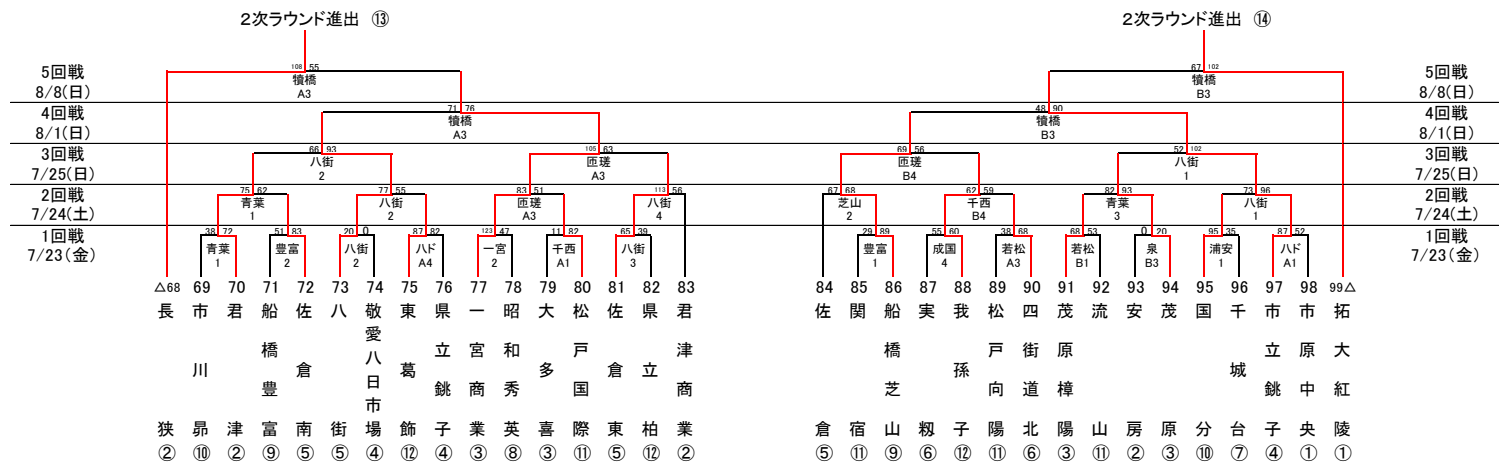 2次ラウンド進出 ⑬
2次ラウンド進出 ⑭
5回戦
8/8(日)
108 55
犢橋
A3
67 102
犢橋
B3
5回戦
8/8(日)
4回戦
8/1(日)
71 76
犢橋
A3
48 90
犢橋
B3
4回戦
8/1(日)
3回戦
7/25(日)
66 93
八街
2
105 63
匝瑳
A3
69 56
匝瑳
B4
52 102
八街
1
3回戦
7/25(日)
2回戦
7/24(土)
75 62
青葉
1
77 55
八街
2
83 51
匝瑳
A3
113 56
八街
4
67 68
芝山
2
62 59
千西
B4
82 93
青葉
3
73 96
八街
1
2回戦
7/24(土)
1回戦
7/23(金)
38 72
青葉
1
51 83
豊富
2
20 0
八街
2
87 82
八ド
A4
123 47
一宮
2
11 82
千西
A1
65 39
八街
3
29 89
豊富
1
55 60
成国
4
38 68
若松
A3
68 53
若松
B1
0 20
泉
B3
95 35
浦安
1
87 52
八ド
A1
1回戦
7/23(金)
△68 長狭②
69 市川昴⑩
70 君津②
71 船橋豊富⑨
72 佐倉南⑤
73 八街⑤
74 敬愛八日市場④
75 東葛飾⑫
76 県立銚子④
77 一宮商業③
78 昭和秀英⑧
79 大多喜③
80 松戸国際⑪
81 佐倉東⑤
82 県立柏⑫
83 君津商業②
84 佐倉⑤
85 関宿⑪
86 船橋芝山⑨
87 実籾⑥
88 我孫子⑫
89 松戸向陽⑪
90 四街道北⑥
91 茂原樟陽③
92 流山⑪
93 安房②
94 茂原③
95 国分⑩
96 千城台⑦
97 市立銚子④
98 市原中央①
99△ 拓大紅陵①